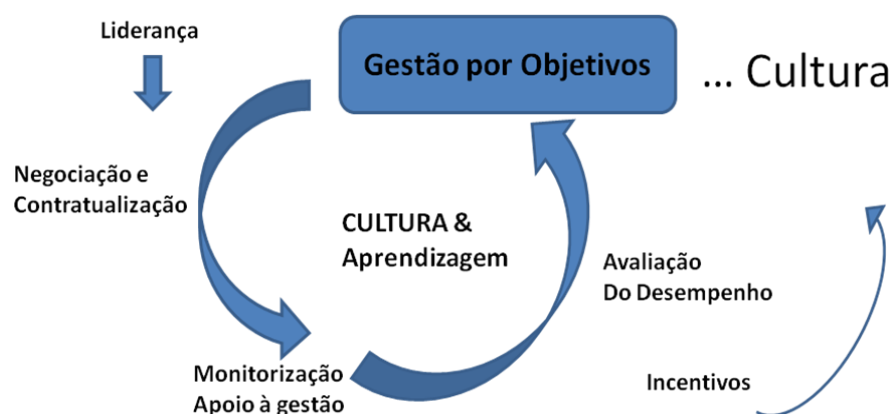 Liderança
Gestão por Objetivos
... Cultura
Negociação e
Contratualização
CULTURA &
Aprendizagem
Avaliação
Do Desempenho
Monitorização
Apoio à gestão
Incentivos